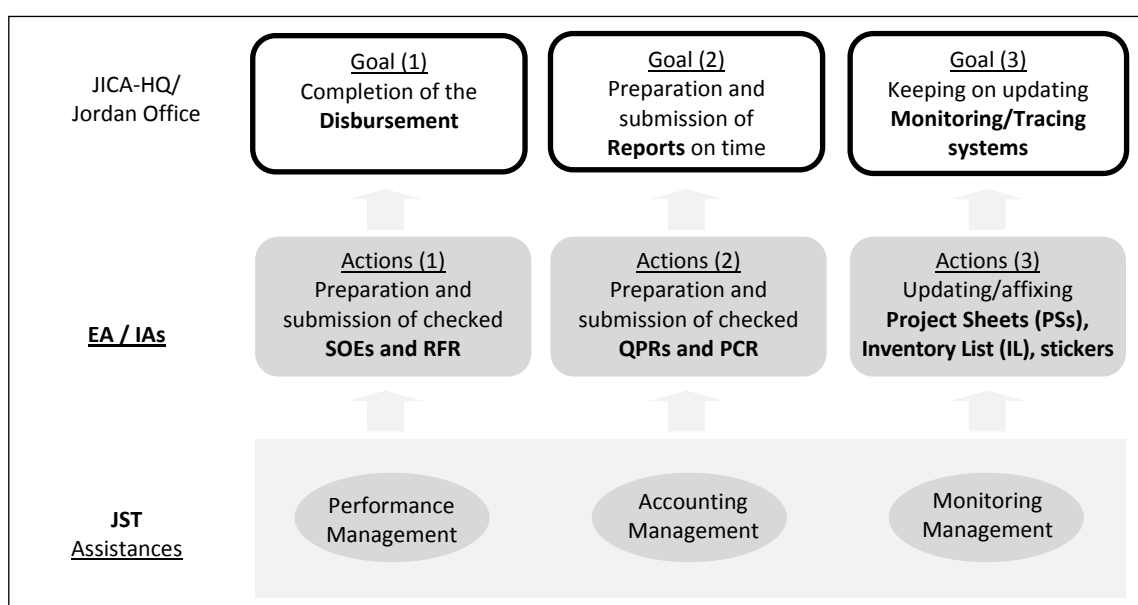 JICA-HQ/
Jordan Office
Goal (1)
Completion of the
Disbursement
Goal (2)
Preparation and
submission of
Reports on time
Goal (3)
Keeping on updating
Monitoring/Tracing
systems
EA / IAs
Actions (1)
Preparation and
submission of checked
SOEs and RFR
Actions (2)
Preparation and
submission of checked
QPRs and PCR
Actions (3)
Updating/affixing
Project Sheets (PSs),
Inventory List (IL), stickers
JST
Assistances
Performance
Management
Accounting
Management
Monitoring
Management